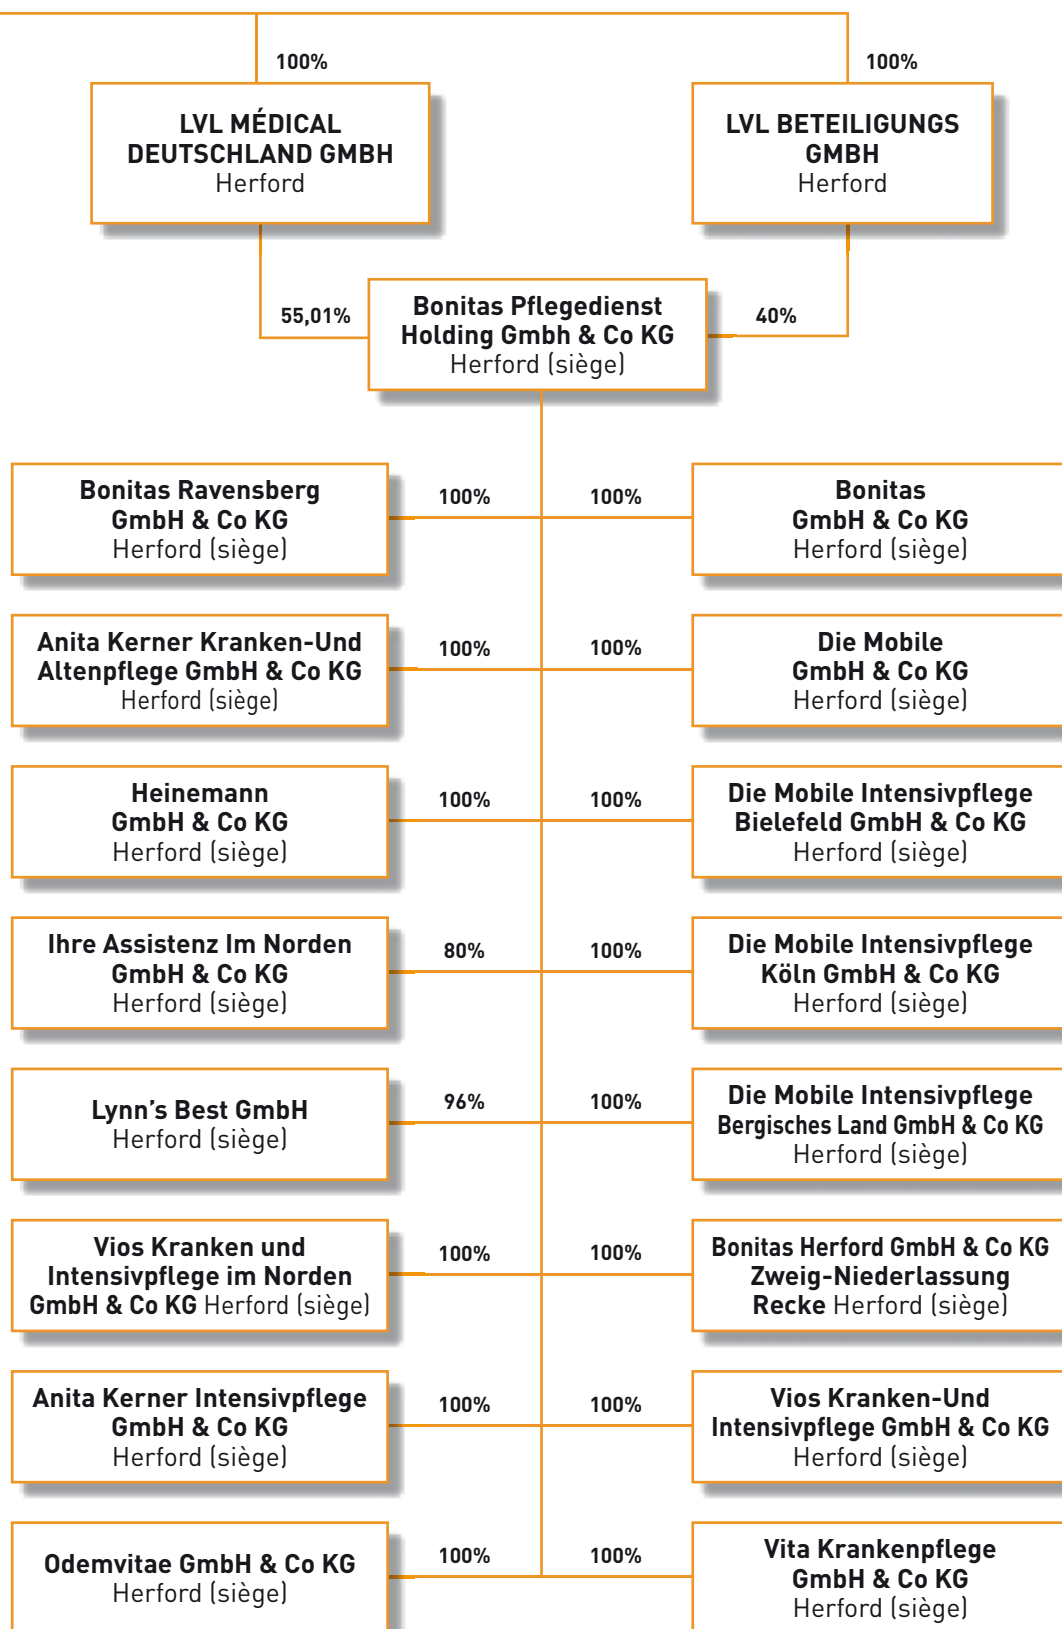 100%
100%
LVL MÉDICAL
DEUTSCHLAND GMBH
Herford
LVL BETEILIGUNGS
GMBH
Herford
55,01%
Bonitas Pflegedienst
Holding Gmbh & Co KG
Herford (siège)
40%
Bonitas Ravensberg
GmbH & Co KG
Herford (siège)
100%
100%
Bonitas
GmbH & Co KG
Herford (siège)
Anita Kerner Kranken-Und
Altenpflege GmbH & Co KG
Herford (siège)
100%
100%
Die Mobile
GmbH & Co KG
Herford (siège)
Heinemann
GmbH & Co KG
Herford (siège)
100%
100%
Die Mobile Intensivpflege
Bielefeld GmbH & Co KG
Herford (siège)
Ihre Assistenz Im Norden
GmbH & Co KG
Herford (siège)
80%
100%
Die Mobile Intensivpflege
Köln GmbH & Co KG
Herford (siège)
Lynn's Best GmbH
Herford (siège)
96%
100%
Die Mobile Intensivpflege
Bergisches Land GmbH & Co KG
Herford (siège)
Vios Kranken und
Intensivpflege im Norden
GmbH & Co KG Herford (siège)
100%
100%
Bonitas Herford GmbH & Co KG
Zweig-Niederlassung
Recke Herford (siège)
Anita Kerner Intensivpflege
GmbH & Co KG
Herford (siège)
100%
100%
Vios Kranken-Und
Intensivpflege GmbH & Co KG
Herford (siège)
Odemvitae GmbH & Co KG
Herford (siège)
100%
100%
Vita Krankenpflege
GmbH & Co KG
Herford (siège)